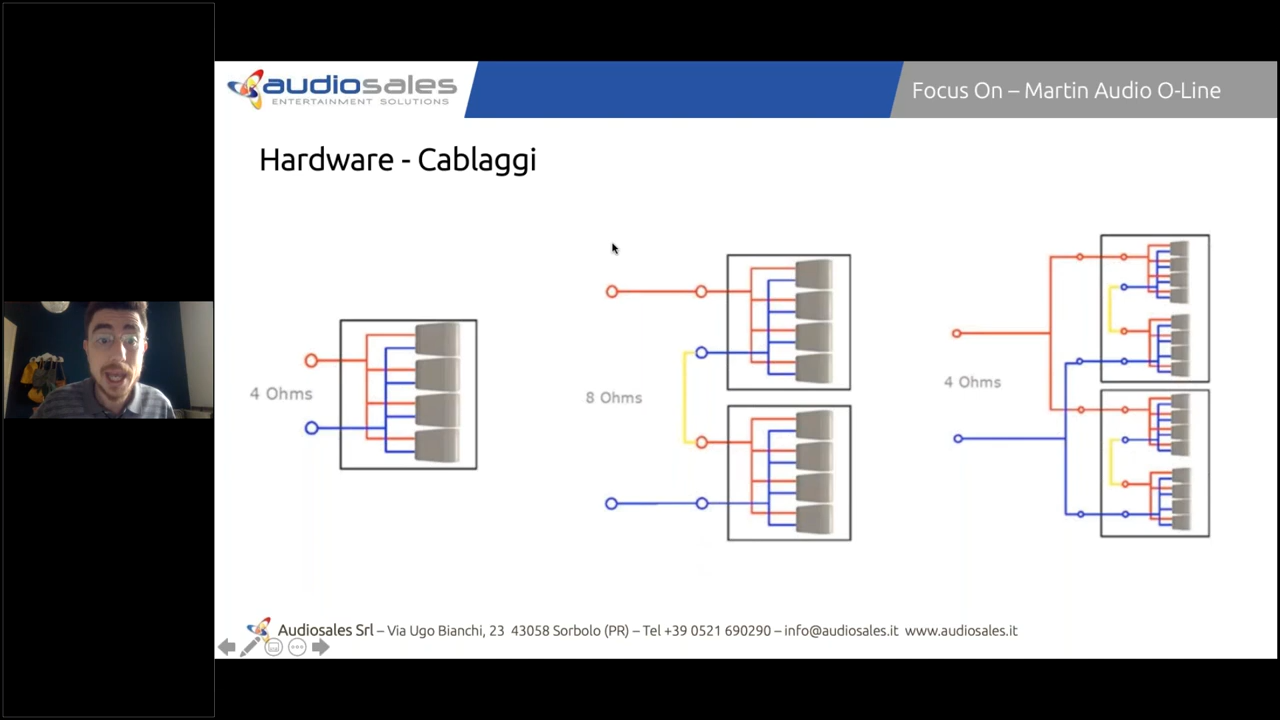 audiosales
ENTERTAINMENT SOLUTIONS
Focus On – Martin Audio O-Line
Hardware - Cablaggi
4 Ohms
8 Ohms
4 Ohms
Audiosales Srl – Via Ugo Bianchi, 23 43058 Sorbolo (PR) – Tel +39 0521 690290 – info@audiosales.it www.audiosales.it